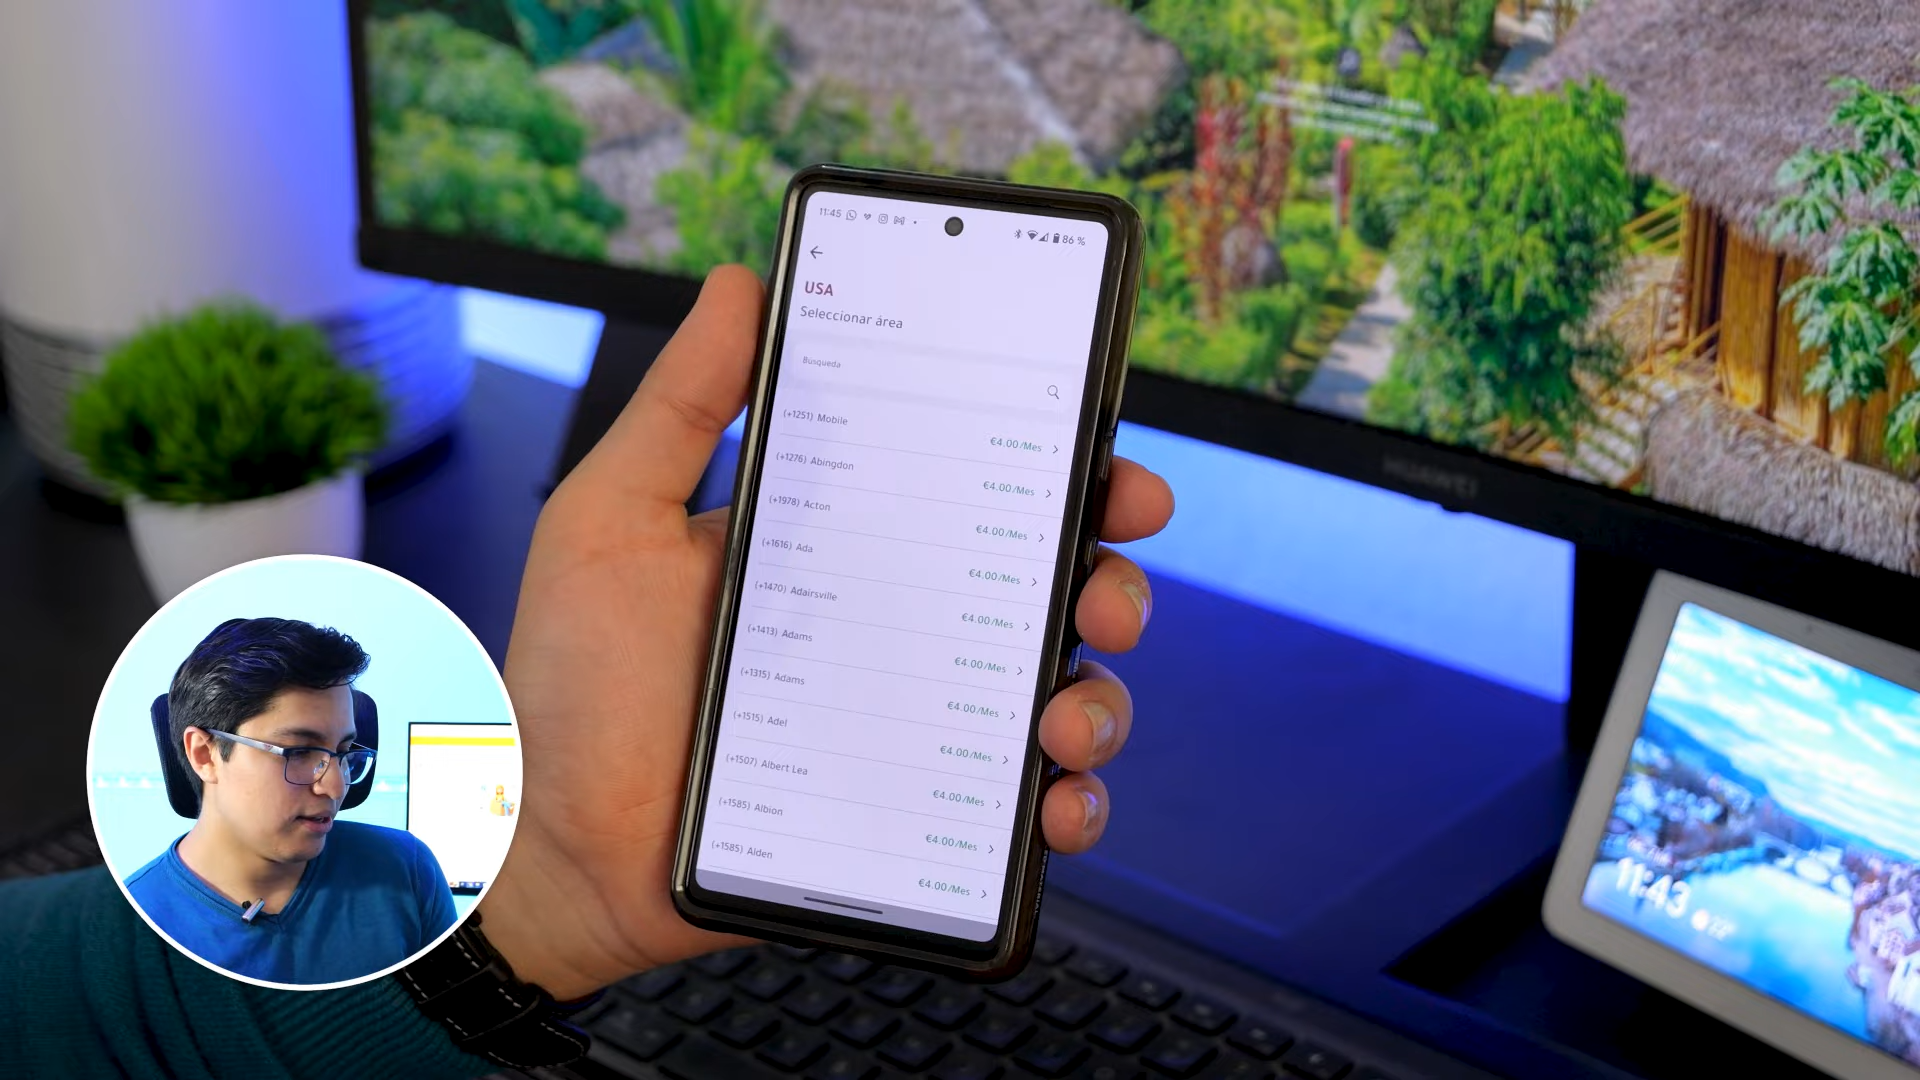 11:45
86 %
USA
Seleccionar área
Búsqueda
(+1251) Mobile €4.00/Mes
(+1276) Abingdon €4.00/Mes
(+1978) Acton €4.00/Mes
(+1616) Ada €4.00/Mes
(+1470) Adairsville €4.00/Mes
(+1413) Adams €4.00/Mes
(+1315) Adams €4.00/Mes
(+1515) Adel €4.00/Mes
(+1507) Albert Lea €4.00/Mes
(+1585) Albion €4.00/Mes
(+1585) Alden €4.00/Mes
HUAWEI
11:43